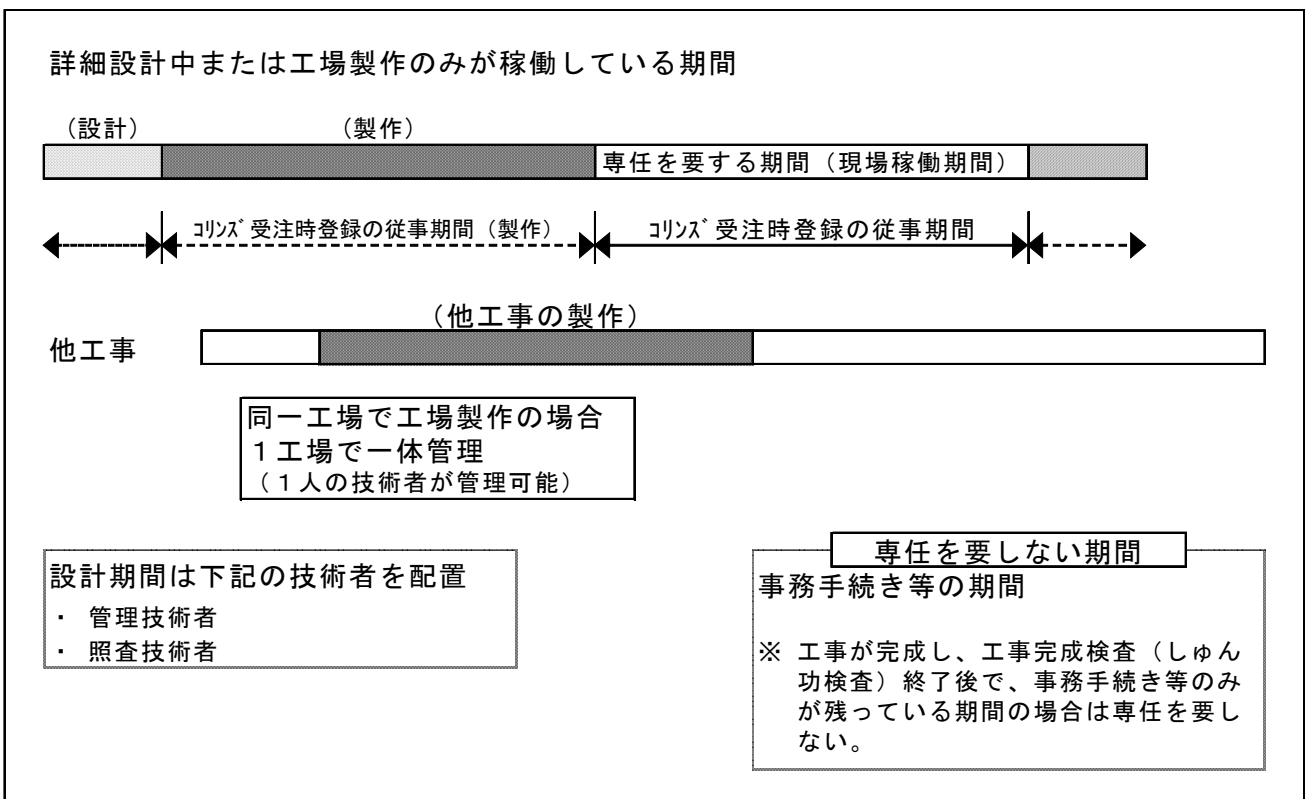 詳細設計中または工場製作のみが稼働している期間
（設計）
（製作）
専任を要する期間（現場稼働期間）
ｺﾘﾝｽﾞ受注時登録の従事期間（製作）
ｺﾘﾝｽﾞ受注時登録の従事期間
（他工事の製作）
他工事
同一工場で工場製作の場合
１工場で一体管理
（１人の技術者が管理可能）
設計期間は下記の技術者を配置
・ 管理技術者
・ 照査技術者
専任を要しない期間
事務手続き等の期間
※ 工事が完成し、工事完成検査（しゅん
功検査）終了後で、事務手続き等のみ
が残っている期間の場合は専任を要し
ない。